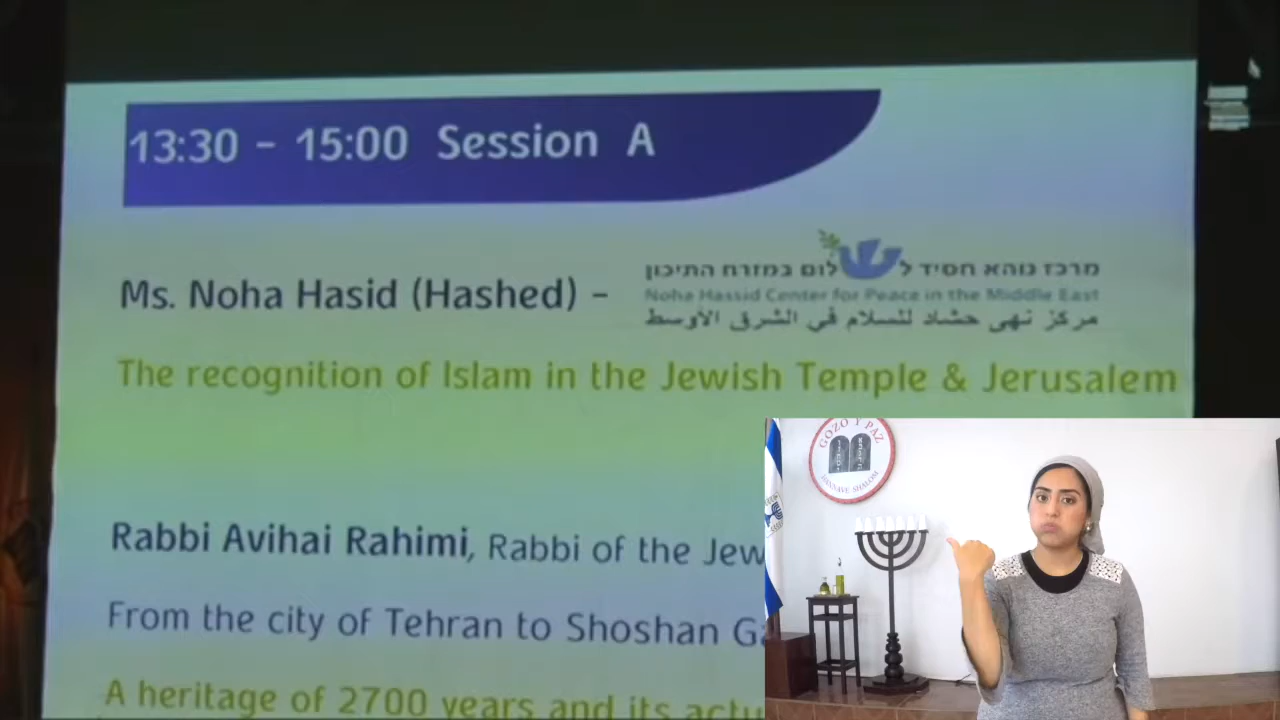 13:30 – 15:00 Session A
Ms. Noha Hasid (Hashed) –
מרכז נוהא חסיד לשלום במזרח התיכון
Noha Hassid Center for Peace in the Middle East
مركز نهى حشاد للسلام في الشرق الأوسط
The recognition of Islam in the Jewish Temple & Jerusalem
Rabbi Avihai Rahimi, Rabbi of the Jew
From the city of Tehran to Shoshan Ga
A heritage of 2700 years and its actu
GOZO Y PAZ